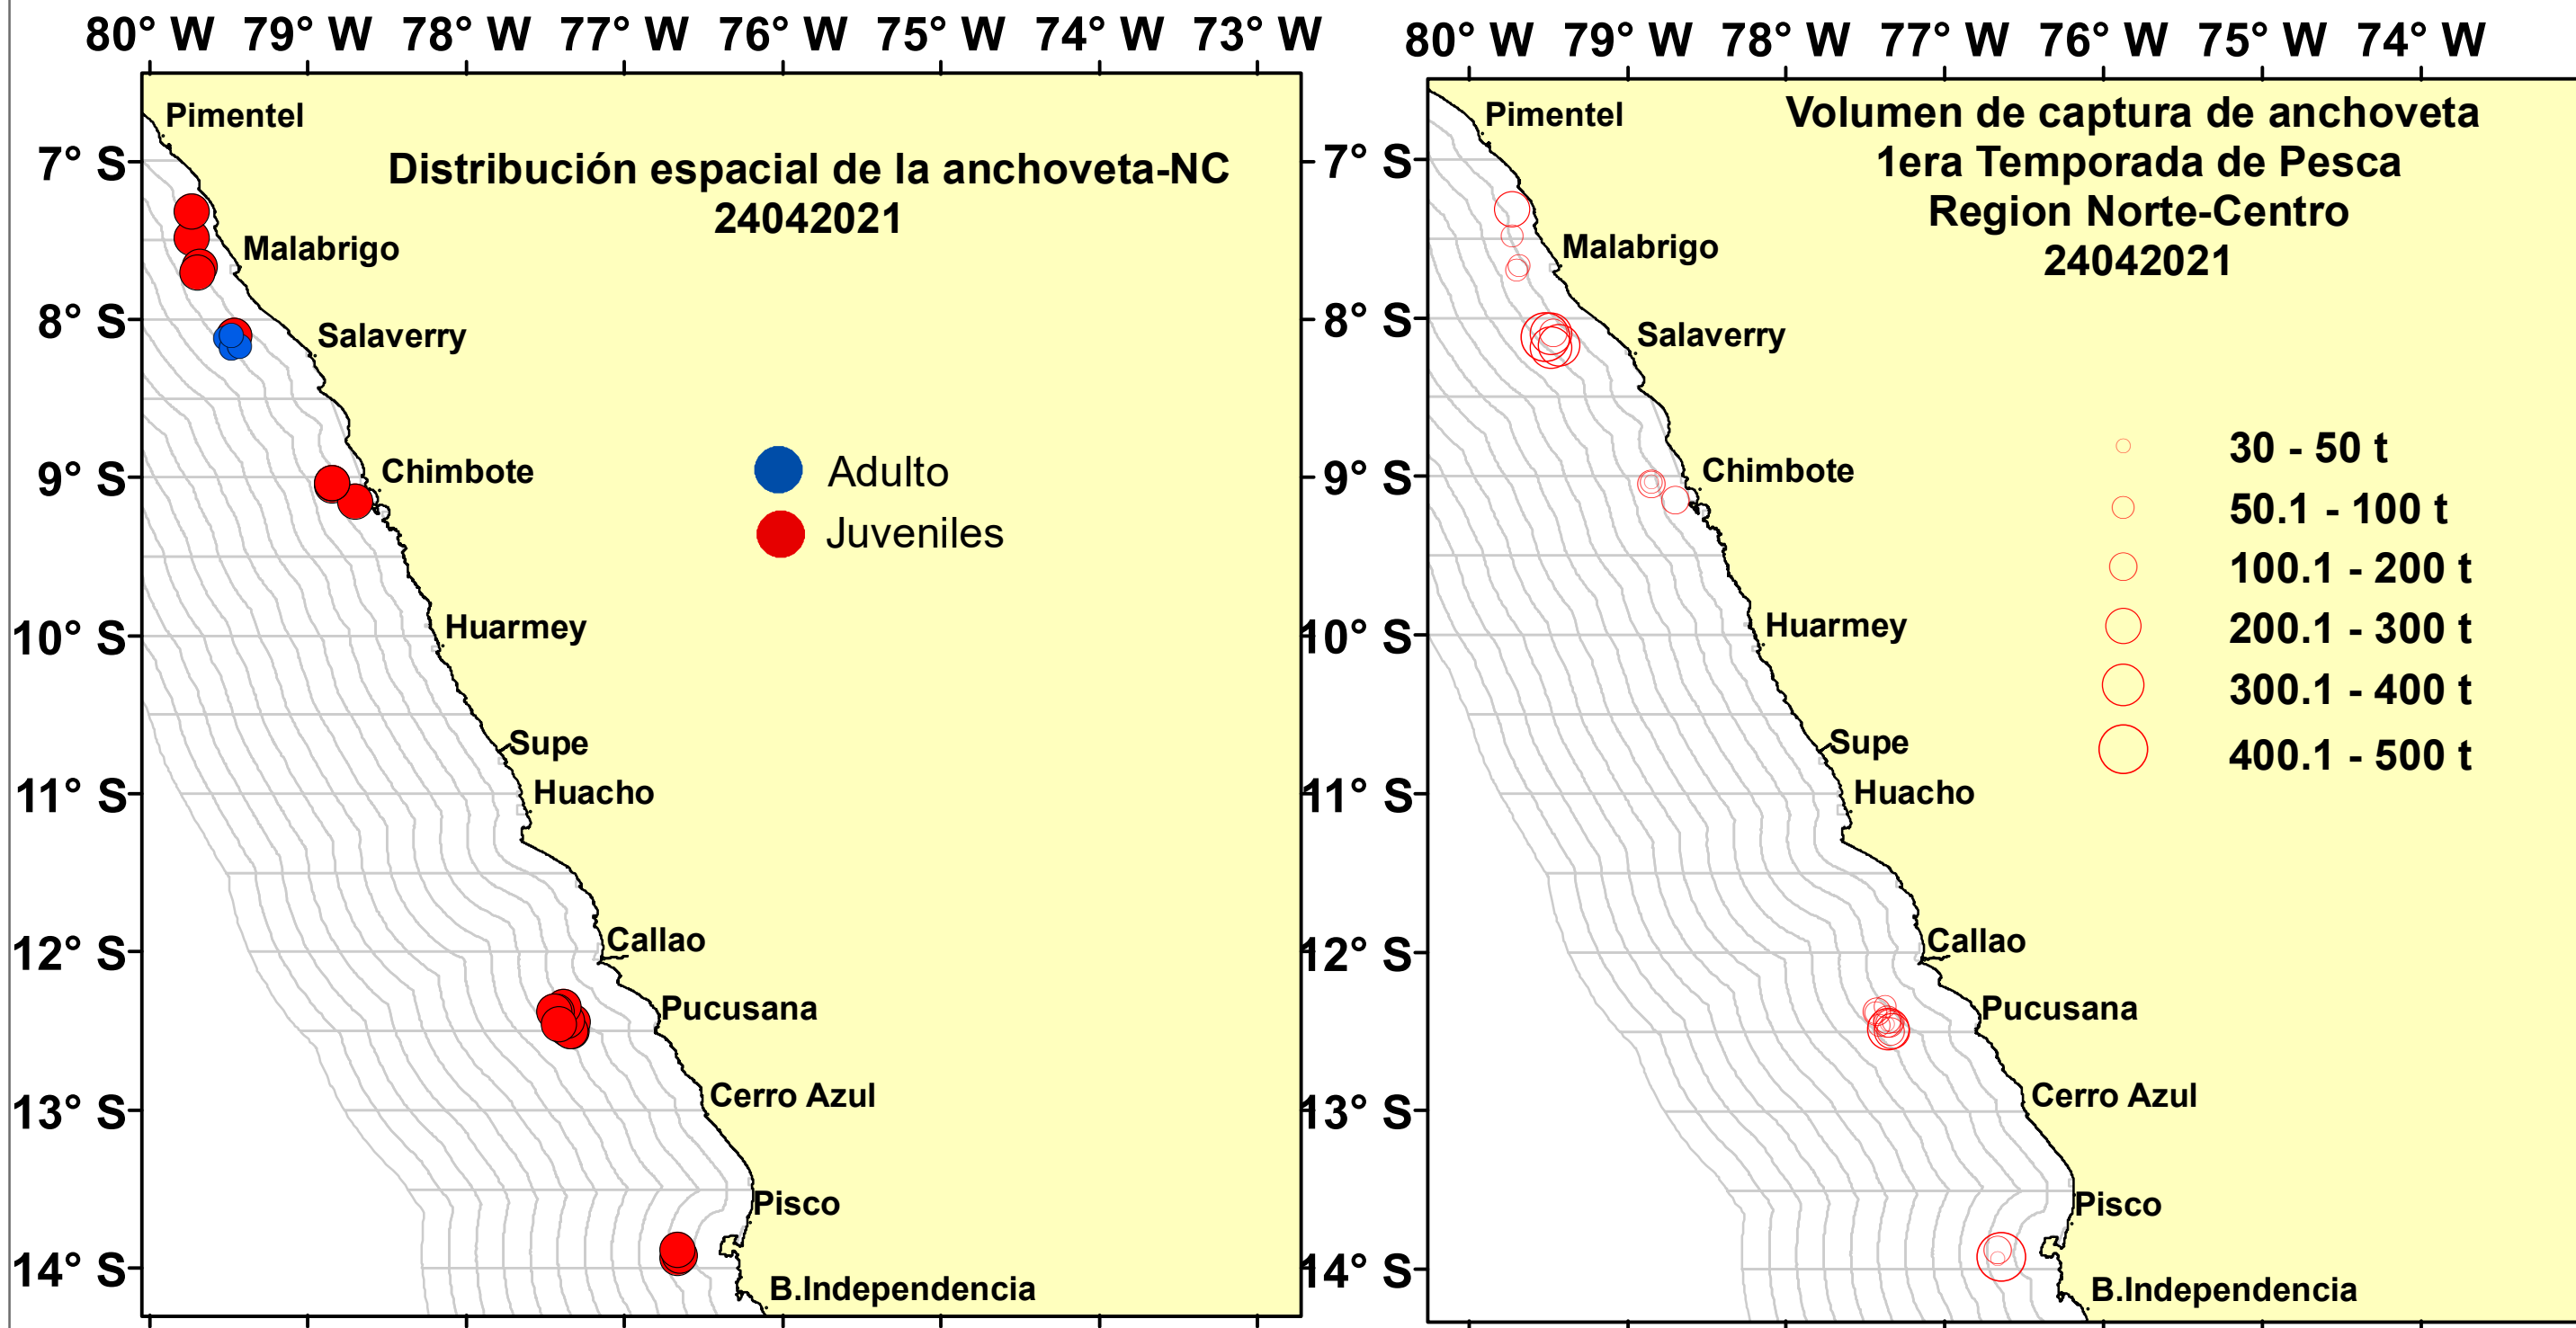 80° W 79° W 78° W 77° W 76° W 75° W 74° W 73° W
Pimentel
7° S
Distribución espacial de la anchoveta-NC
24042021
Malabrigo
8° S
Salaverry
9° S
Chimbote
Adulto
Juveniles
10° S
Huarmey
Supe
11° S
Huacho
12° S
Callao
Pucusana
13° S
Cerro Azul
Pisco
14° S
B.Independencia
80° W 79° W 78° W 77° W 76° W 75° W 74° W
Pimentel
Volumen de captura de anchoveta
1era Temporada de Pesca
Region Norte-Centro
24042021
7° S
Malabrigo
8° S
Salaverry
9° S
Chimbote
30 - 50 t
50.1 - 100 t
100.1 - 200 t
200.1 - 300 t
300.1 - 400 t
400.1 - 500 t
10° S
Huarmey
Supe
11° S
Huacho
12° S
Callao
Pucusana
13° S
Cerro Azul
Pisco
14° S
B.Independencia